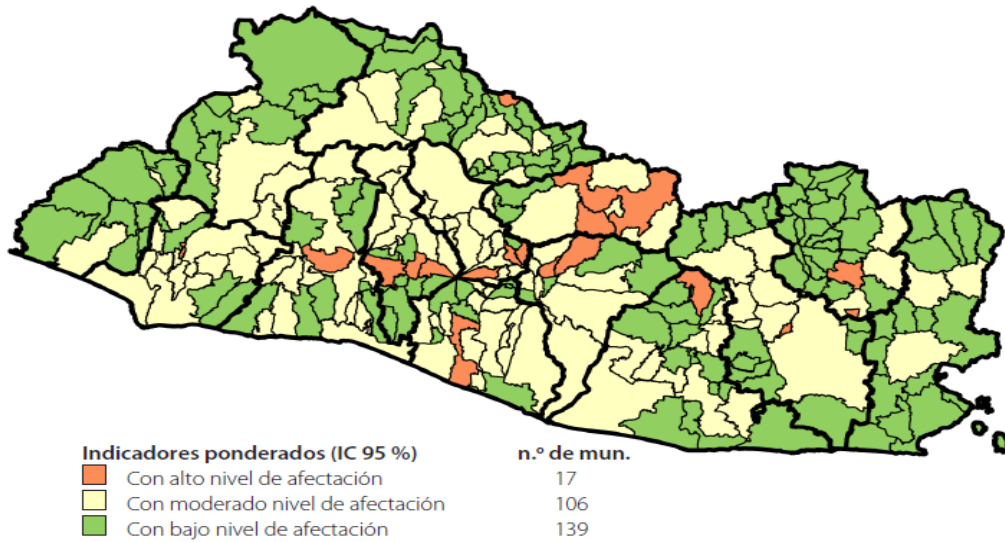 Indicadores ponderados (IC 95 %) n.º de mun.
Con alto nivel de afectación 17
Con moderado nivel de afectación 106
Con bajo nivel de afectación 139